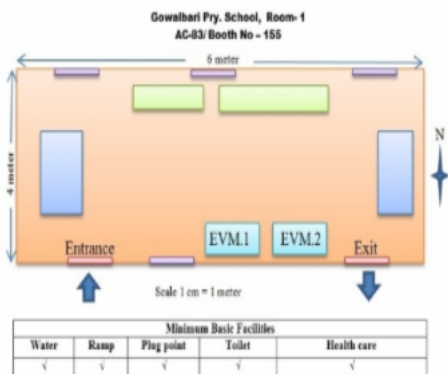 Gowalbari Pry. School, Room- 1
AC-83/ Booth No – 155
6 meter
4 meter
N
EVM.1 EVM.2
Entrance Exit
Scale 1 cm = 1 meter
Minimum Basic Facilities
Water Ramp Plug point Toilet Health care
√ √ √ √ √